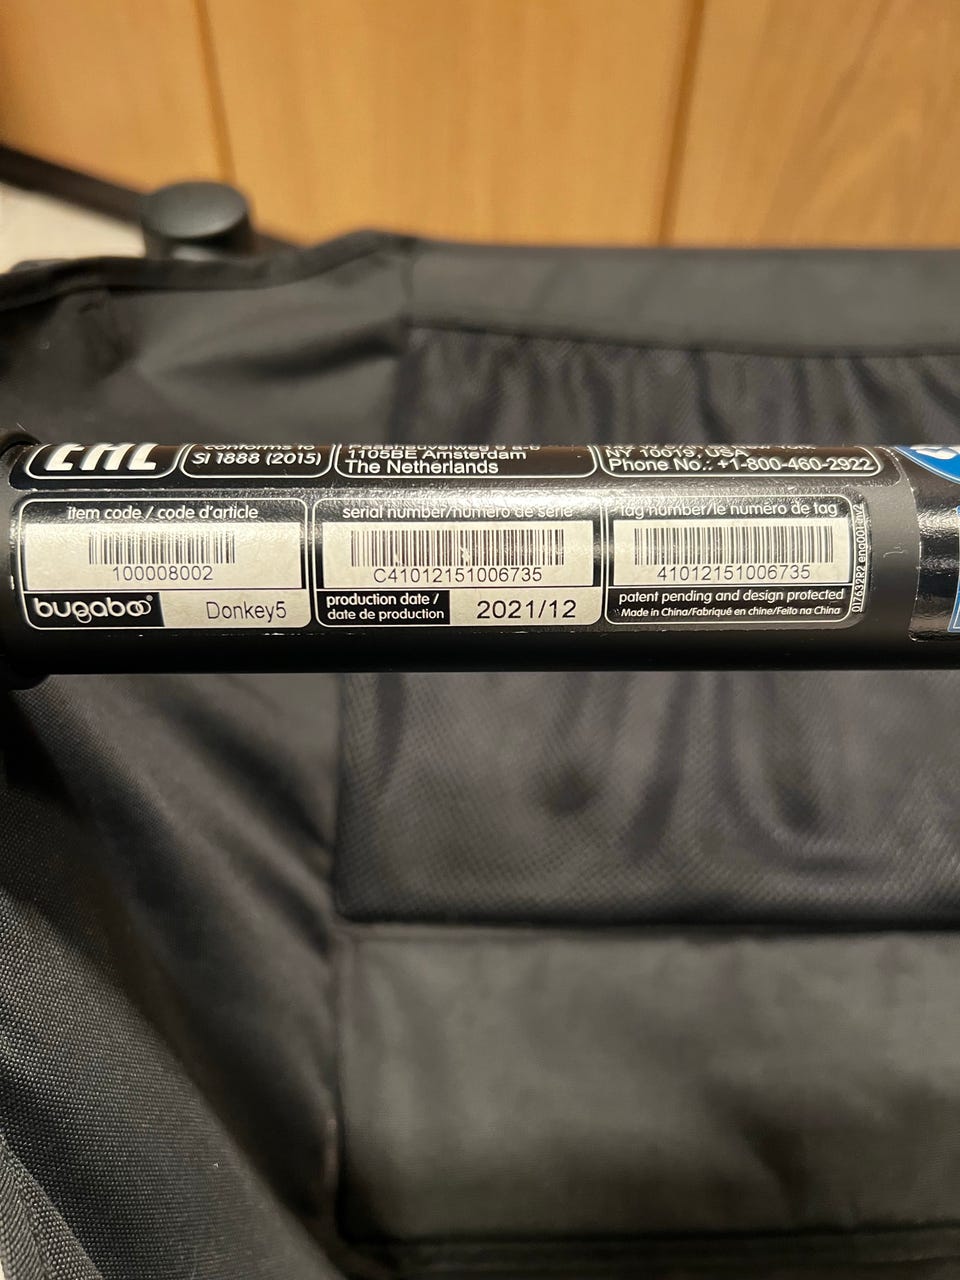 EAC
conforms to
SI 1888 (2015)
Paasheuvelweg 9 a-b
1105BE Amsterdam
The Netherlands
NY 10019, USA
Phone No.: +1-800-460-2922
item code / code d'article
100008002
bugaboo
Donkey5
serial number/numéro de série
C41012151006735
production date /
date de production
2021/12
tag number/le numéro de tag
41012151006735
patent pending and design protected
Made in China/Fabriqué en chine/Feito na China